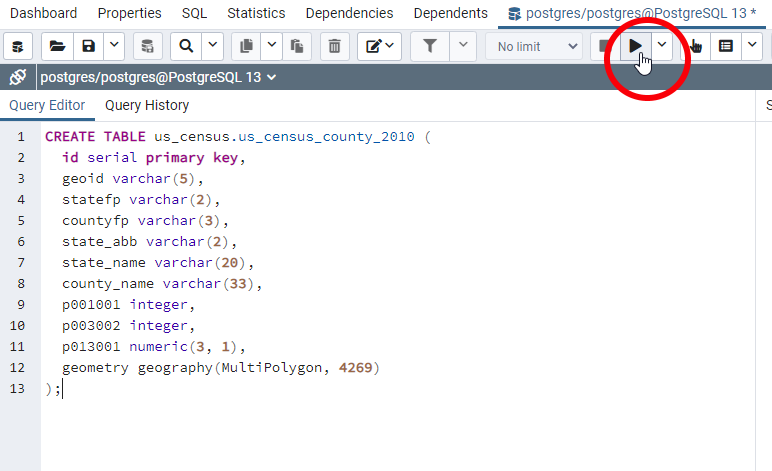 Dashboard Properties SQL Statistics Dependencies Dependents postgres/postgres@PostgreSQL 13 *
No limit
postgres/postgres@PostgreSQL 13
Query Editor Query History S
1 CREATE TABLE us_census.us_census_county_2010 (
2 id serial primary key,
3 geoid varchar(5),
4 statefp varchar(2),
5 countyfp varchar(3),
6 state_abb varchar(2),
7 state_name varchar(20),
8 county_name varchar(33),
9 p001001 integer,
10 p003002 integer,
11 p013001 numeric(3, 1),
12 geometry geography(MultiPolygon, 4269)
13 );